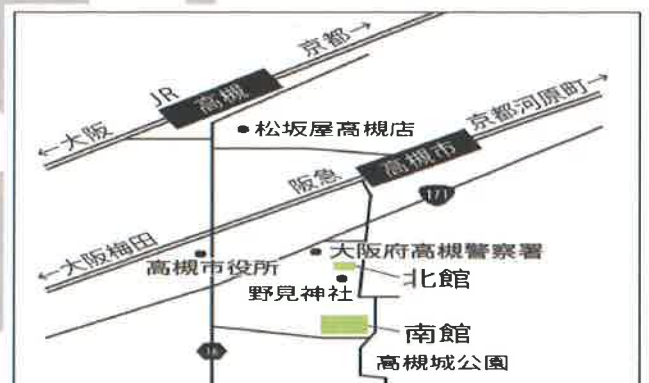 京都→
JR
高槻
←大阪
松坂屋高槻店
京都河原町→
高槻市
阪急
171
←大阪梅田
高槻市役所
大阪府高槻警察署
北館
野見神社
南館
高槻城公園